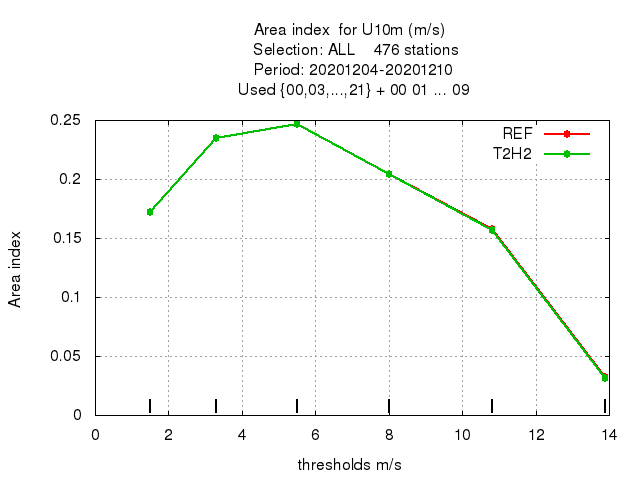 Area index  for U10m (m/s)
Selection: ALL    476 stations
Period: 20201204-20201210
Used {00,03,...,21} + 00 01 ... 09
REF
T2H2
0.25
0.2
0.15
0.1
0.05
0
Area index
0 2 4 6 8 10 12 14
thresholds m/s